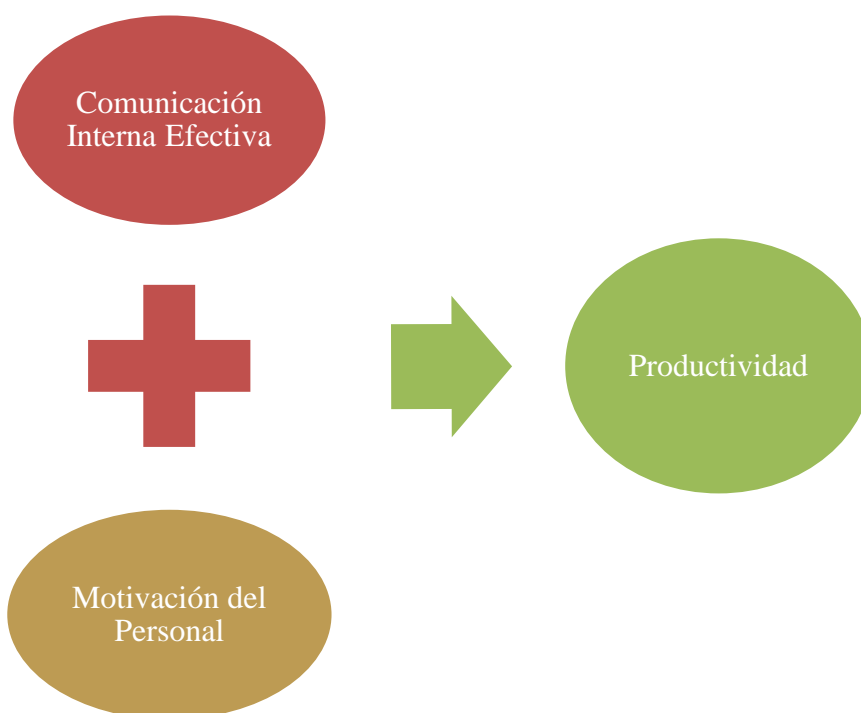 Comunicación
Interna Efectiva
Motivación del
Personal
Productividad